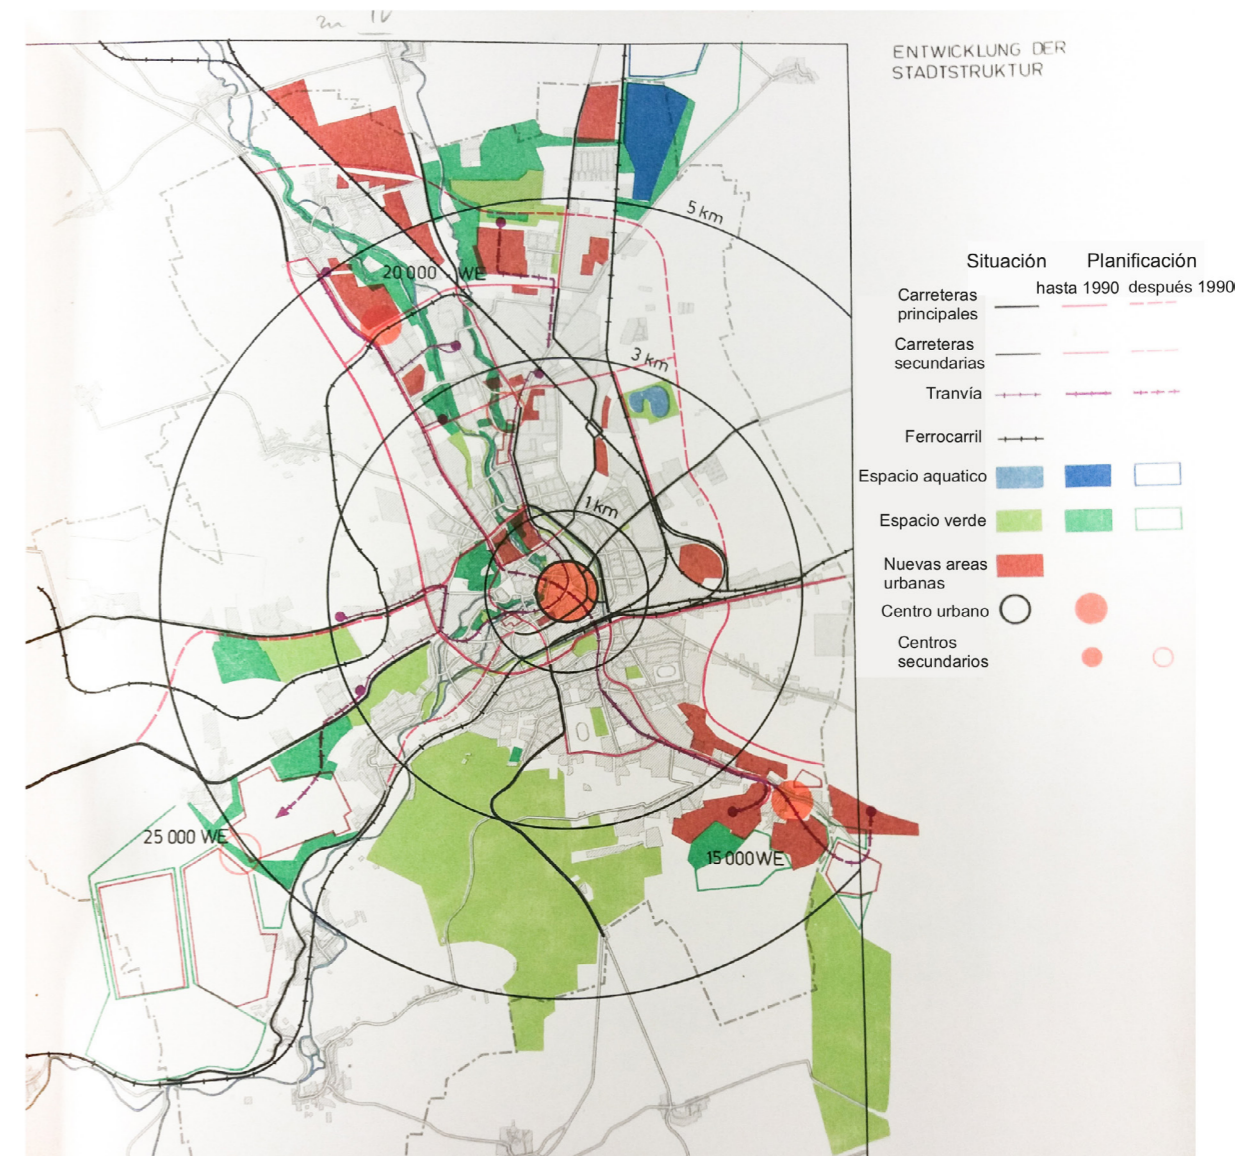 zu IV
ENTWICKLUNG DER
STADTSTRUKTUR
5 km
20 000 WE
3 km
1 km
25 000 WE
15 000 WE
Situación
Planificación
hasta 1990
después 1990
Carreteras
principales
Carreteras
secundarias
Tranvía
Ferrocarril
Espacio aquatico
Espacio verde
Nuevas areas
urbanas
Centro urbano
Centros
secundarios